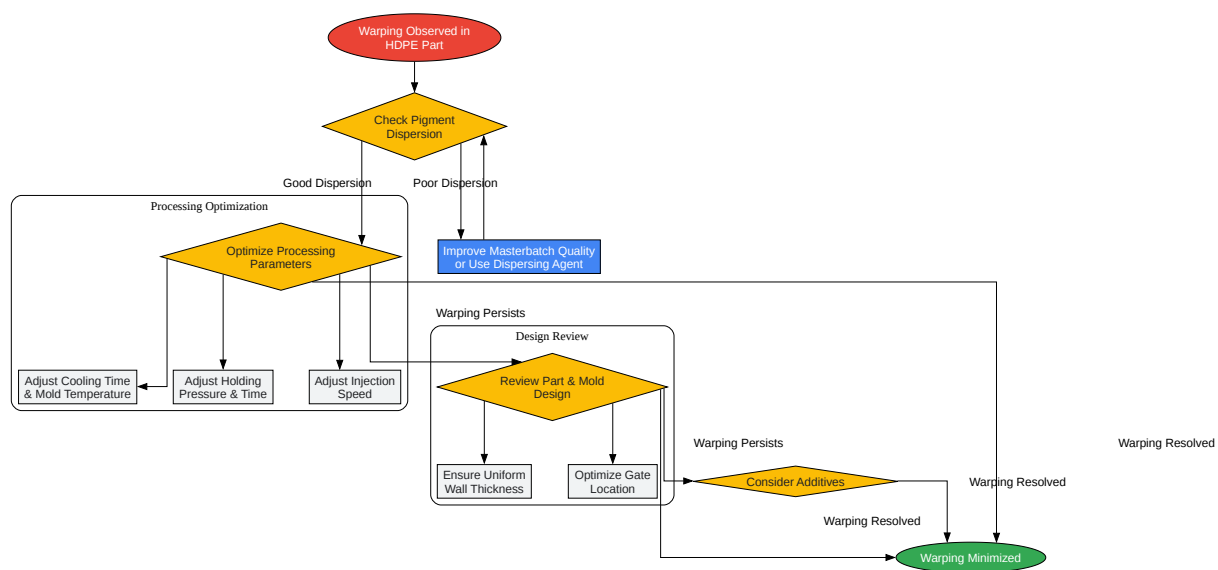 Warping Observed in
HDPE Part
Check Pigment
Dispersion
Good Dispersion
Poor Dispersion
Processing Optimization
Optimize Processing
Parameters
Improve Masterbatch Quality
or Use Dispersing Agent
Warping Persists
Design Review
Adjust Cooling Time
& Mold Temperature
Adjust Holding
Pressure & Time
Adjust Injection
Speed
Review Part & Mold
Design
Warping Persists
Warping Resolved
Ensure Uniform
Wall Thickness
Optimize Gate
Location
Consider Additives
Warping Resolved
Warping Resolved
Warping Minimized